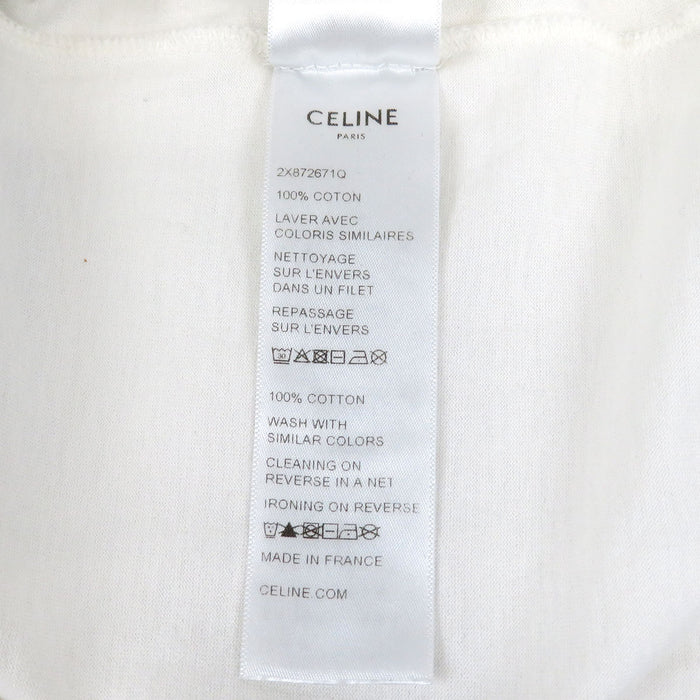 CELINE
PARIS
2X872671Q
100% COTON
LAVER AVEC
COLORIS SIMILAIRES
NETTOYAGE
SUR L'ENVERS
DANS UN FILET
REPASSAGE
SUR L'ENVERS
30
100% COTTON
WASH WITH
SIMILAR COLORS
CLEANING ON
REVERSE IN A NET
IRONING ON REVERSE
MADE IN FRANCE
CELINE.COM